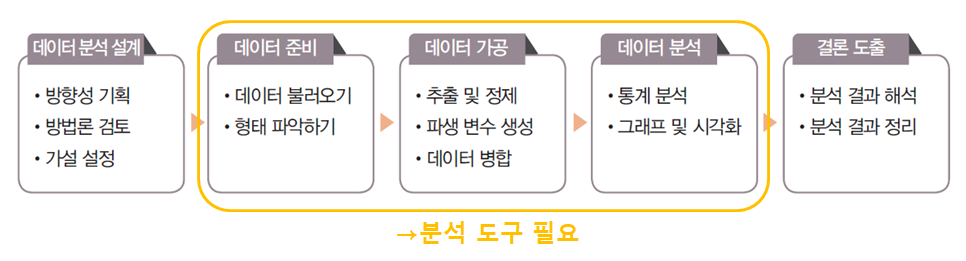 데이터 분석 설계
• 방향성 기획
• 방법론 검토
• 가설 설정
데이터 준비
• 데이터 불러오기
• 형태 파악하기
데이터 가공
• 추출 및 정제
• 파생 변수 생성
• 데이터 병합
데이터 분석
• 통계 분석
• 그래프 및 시각화
결론 도출
• 분석 결과 해석
• 분석 결과 정리
→분석 도구 필요